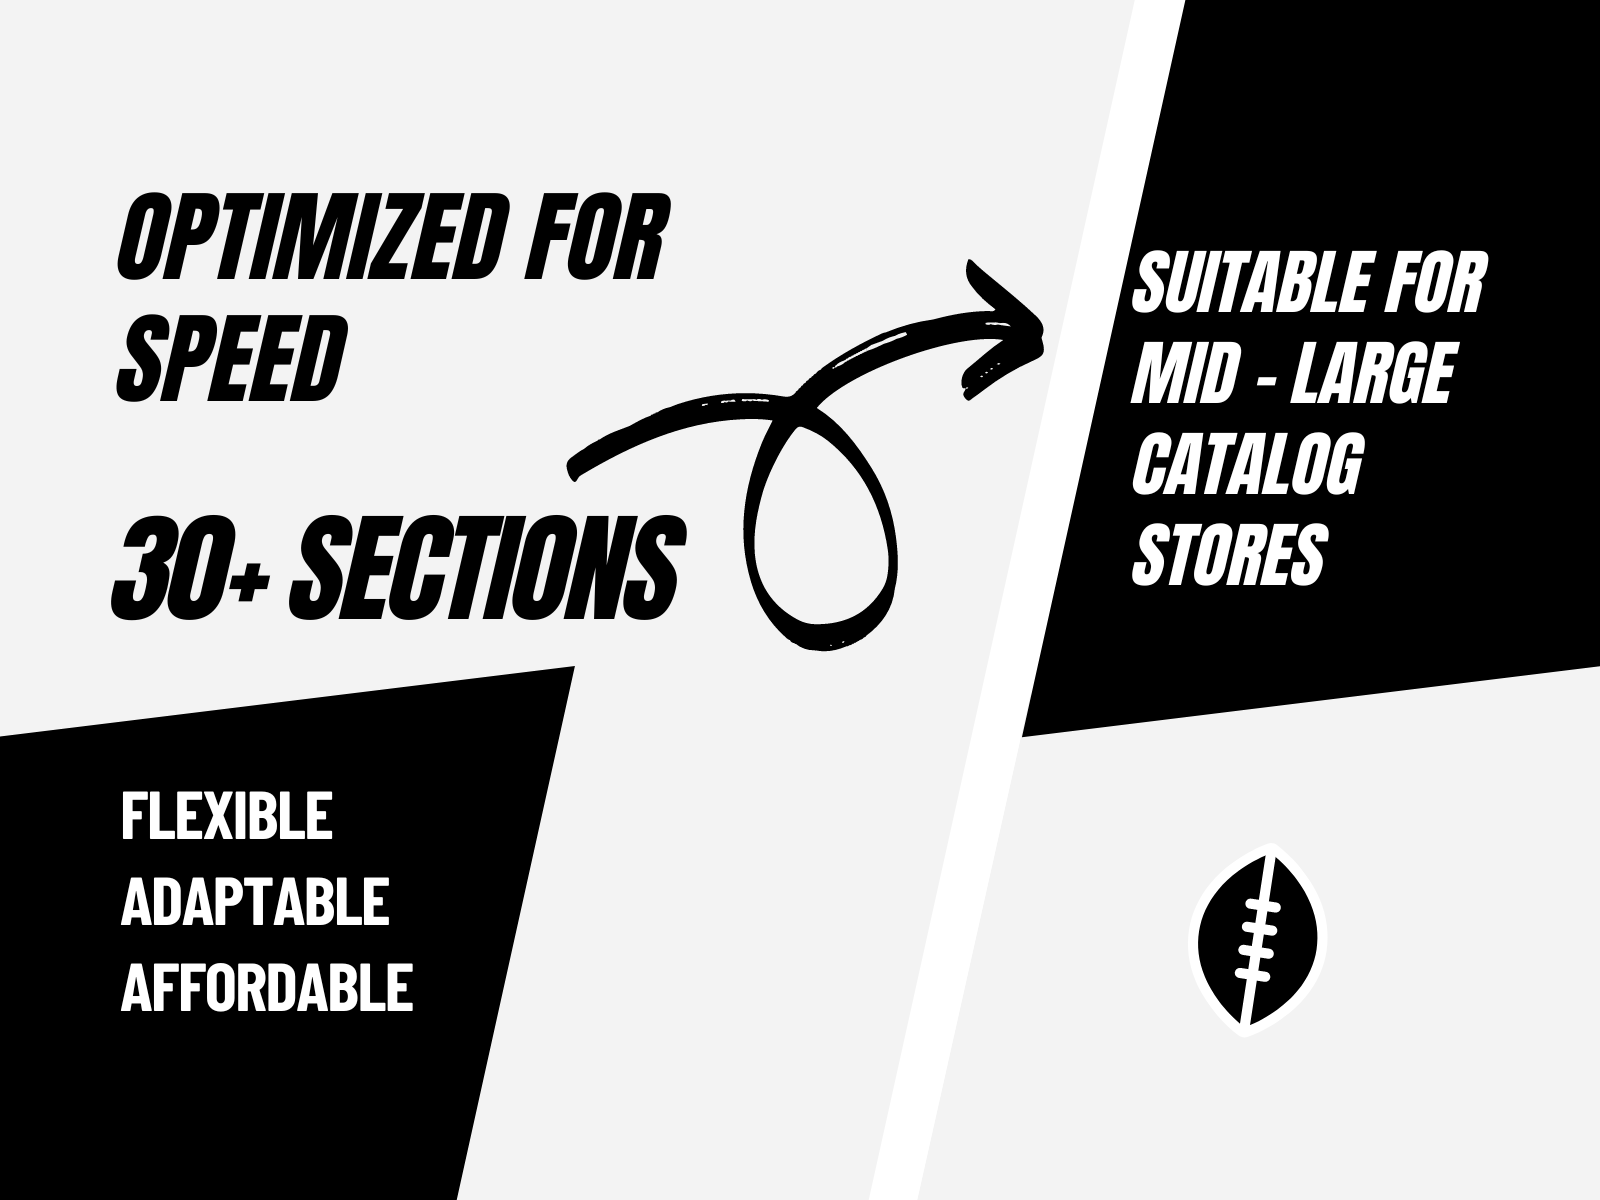 OPTIMIZED FOR
SPEED
30+ SECTIONS
SUITABLE FOR
MID - LARGE
CATALOG
STORES
FLEXIBLE
ADAPTABLE
AFFORDABLE